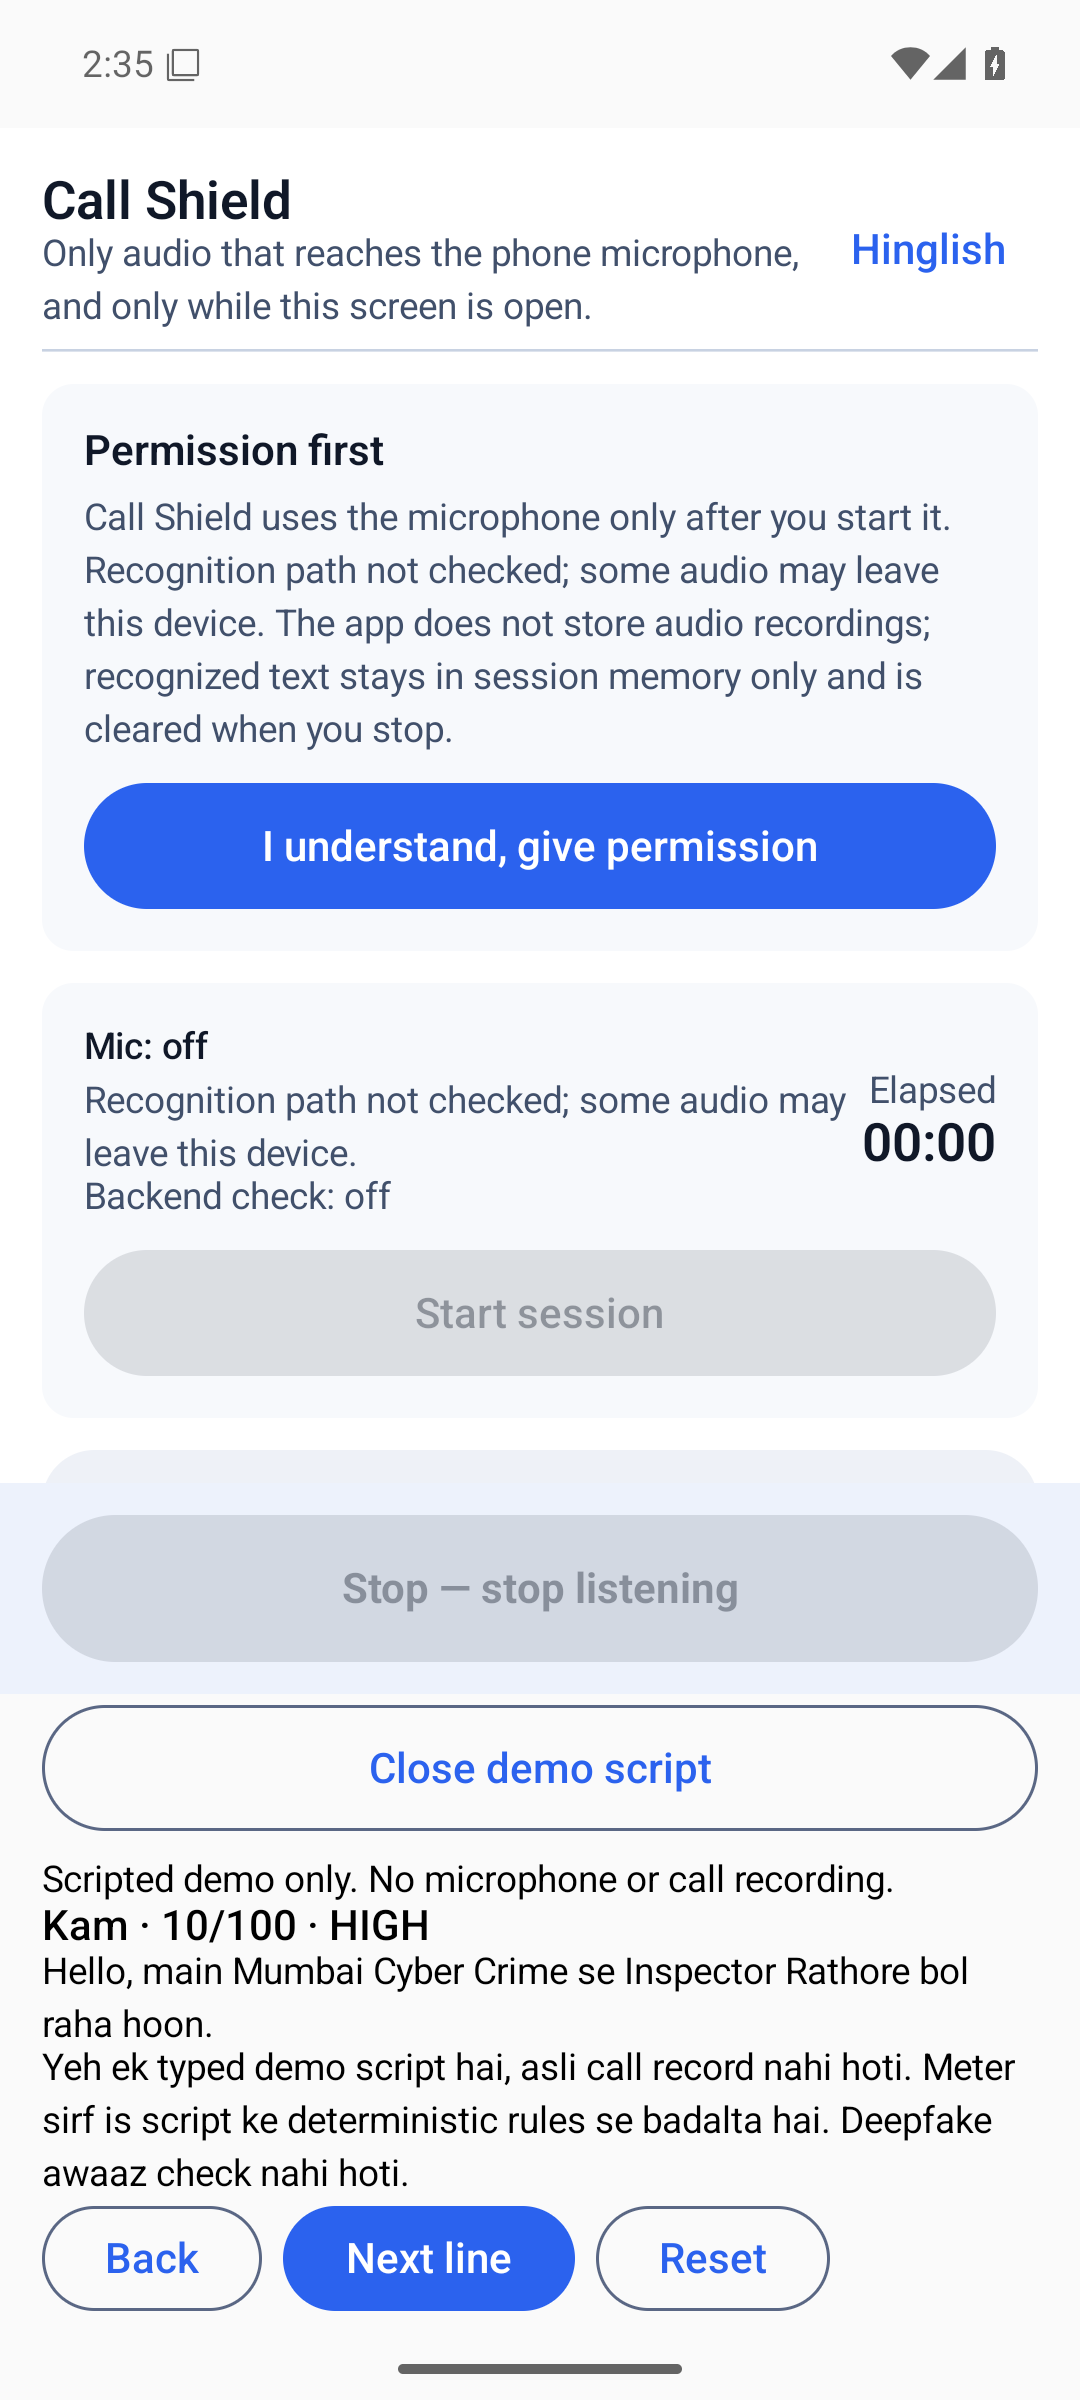 2:35
Call Shield
Only audio that reaches the phone microphone,
and only while this screen is open.
Hinglish
Permission first
Call Shield uses the microphone only after you start it.
Recognition path not checked; some audio may leave
this device. The app does not store audio recordings;
recognized text stays in session memory only and is
cleared when you stop.
I understand, give permission
Mic: off
Recognition path not checked; some audio may
leave this device.
Backend check: off
Elapsed
00:00
Start session
Stop — stop listening
Close demo script
Scripted demo only. No microphone or call recording.
Kam · 10/100 · HIGH
Hello, main Mumbai Cyber Crime se Inspector Rathore bol
raha hoon.
Yeh ek typed demo script hai, asli call record nahi hoti. Meter
sirf is script ke deterministic rules se badalta hai. Deepfake
awaaz check nahi hoti.
Back
Next line
Reset